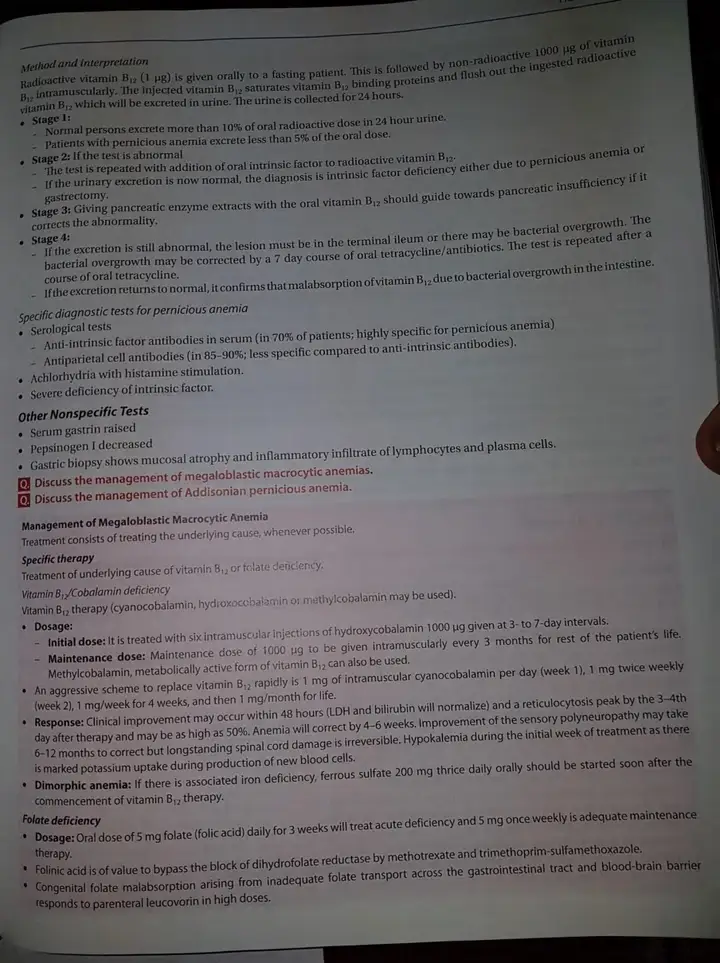 Method and interpretation
Radioactive vitamin B12 (1 µg) is given orally to a fasting patient. This is followed by non-radioactive 1000 µg of vitamin
B12 intramuscularly. The injected vitamin B12 saturates vitamin B12 binding proteins and flush out the ingested radioactive
vitamin B12 which will be excreted in urine. The urine is collected for 24 hours.
• Stage 1:
– Normal persons excrete more than 10% of oral radioactive dose in 24 hour urine.
– Patients with pernicious anemia excrete less than 5% of the oral dose.
• Stage 2: If the test is abnormal
– The test is repeated with addition of oral intrinsic factor to radioactive vitamin B12.
– If the urinary excretion is now normal, the diagnosis is intrinsic factor deficiency either due to pernicious anemia or
gastrectomy.
• Stage 3: Giving pancreatic enzyme extracts with the oral vitamin B12 should guide towards pancreatic insufficiency if it
corrects the abnormality.
• Stage 4:
– If the excretion is still abnormal, the lesion must be in the terminal ileum or there may be bacterial overgrowth. The
bacterial overgrowth may be corrected by a 7 day course of oral tetracycline/antibiotics. The test is repeated after a
course of oral tetracycline.
– If the excretion returns to normal, it confirms that malabsorption of vitamin B12 due to bacterial overgrowth in the intestine.
Specific diagnostic tests for pernicious anemia
• Serological tests
– Anti-intrinsic factor antibodies in serum (in 70% of patients; highly specific for pernicious anemia)
– Antiparietal cell antibodies (in 85–90%; less specific compared to anti-intrinsic antibodies).
• Achlorhydria with histamine stimulation.
• Severe deficiency of intrinsic factor.
Other Nonspecific Tests
• Serum gastrin raised
• Pepsinogen I decreased
• Gastric biopsy shows mucosal atrophy and inflammatory infiltrate of lymphocytes and plasma cells.
Q. Discuss the management of megaloblastic macrocytic anemias.
Q. Discuss the management of Addisonian pernicious anemia.
Management of Megaloblastic Macrocytic Anemia
Treatment consists of treating the underlying cause, whenever possible.
Specific therapy
Treatment of underlying cause of vitamin B12 or folate deficiency.
Vitamin B12/Cobalamin deficiency
Vitamin B12 therapy (cyanocobalamin, hydroxocobalamin or methylcobalamin may be used).
• Dosage:
– Initial dose: It is treated with six intramuscular injections of hydroxycobalamin 1000 µg given at 3- to 7-day intervals.
– Maintenance dose: Maintenance dose of 1000 µg to be given intramuscularly every 3 months for rest of the patient's life.
Methylcobalamin, metabolically active form of vitamin B12 can also be used.
• An aggressive scheme to replace vitamin B12 rapidly is 1 mg of intramuscular cyanocobalamin per day (week 1), 1 mg twice weekly
(week 2), 1 mg/week for 4 weeks, and then 1 mg/month for life.
• Response: Clinical improvement may occur within 48 hours (LDH and bilirubin will normalize) and a reticulocytosis peak by the 3–4th
day after therapy and may be as high as 50%. Anemia will correct by 4–6 weeks. Improvement of the sensory polyneuropathy may take
6–12 months to correct but longstanding spinal cord damage is irreversible. Hypokalemia during the initial week of treatment as there
is marked potassium uptake during production of new blood cells.
• Dimorphic anemia: If there is associated iron deficiency, ferrous sulfate 200 mg thrice daily orally should be started soon after the
commencement of vitamin B12 therapy.
Folate deficiency
• Dosage: Oral dose of 5 mg folate (folic acid) daily for 3 weeks will treat acute deficiency and 5 mg once weekly is adequate maintenance
therapy.
• Folinic acid is of value to bypass the block of dihydrofolate reductase by methotrexate and trimethoprim-sulfamethoxazole.
• Congenital folate malabsorption arising from inadequate folate transport across the gastrointestinal tract and blood-brain barrier
responds to parenteral leucovorin in high doses.